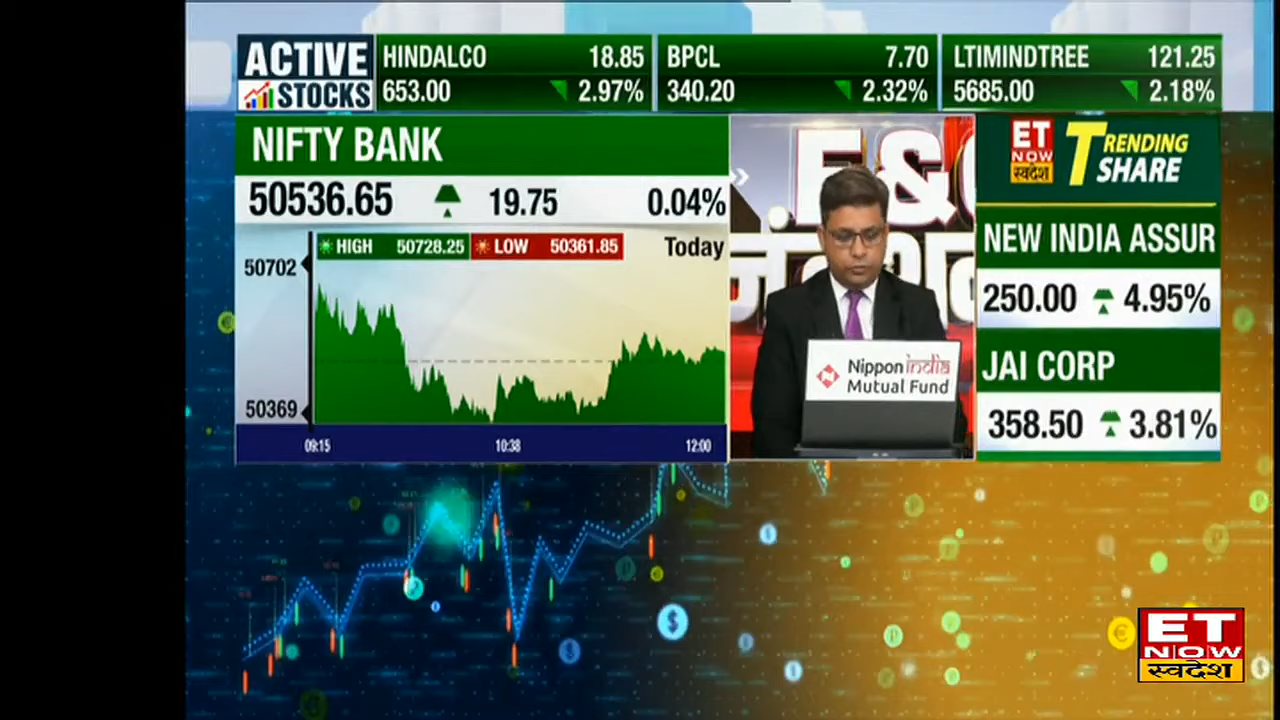 ACTIVE
STOCKS
HINDALCO 18.85
653.00 2.97%
BPCL 7.70
340.20 2.32%
LTIMINDTREE 121.25
5685.00 2.18%
NIFTY BANK
50536.65 19.75 0.04%
HIGH 50728.25 LOW 50361.85 Today
50702
50369
09:15 10:38 12:00
E&
Nippon india
Mutual Fund
ET
NOW
स्वदेश
TRENDING
SHARE
NEW INDIA ASSUR
250.00 4.95%
JAI CORP
358.50 3.81%
ET
NOW
स्वदेश